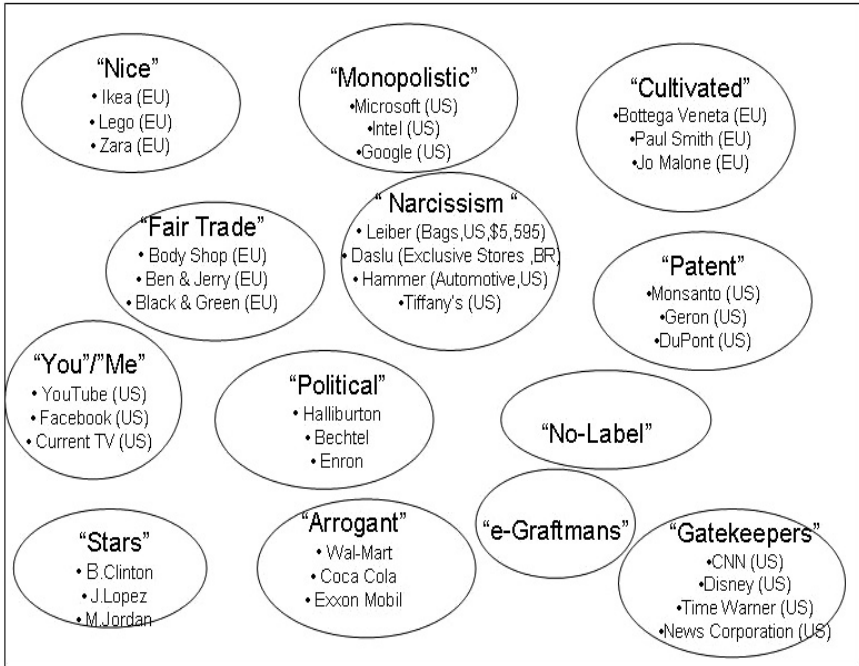 “Nice”
• Ikea (EU)
• Lego (EU)
• Zara (EU)
“Monopolistic”
•Microsoft (US)
•Intel (US)
•Google (US)
“Cultivated”
•Bottega Veneta (EU)
•Paul Smith (EU)
•Jo Malone (EU)
“Fair Trade”
• Body Shop (EU)
• Ben & Jerry (EU)
• Black & Green (EU)
“ Narcissism “
• Leiber (Bags,US,$5,595)
• Daslu (Exclusive Stores ,BR)
• Hammer (Automotive,US)
•Tiffany’s (US)
“Patent”
•Monsanto (US)
•Geron (US)
•DuPont (US)
“You”/”Me”
• YouTube (US)
• Facebook (US)
• Current TV (US)
“Political”
• Halliburton
• Bechtel
• Enron
“No-Label”
“Stars”
• B.Clinton
• J.Lopez
• M.Jordan
“Arrogant”
• Wal-Mart
• Coca Cola
• Exxon Mobil
“e-Graftmans”
“Gatekeepers”
•CNN (US)
•Disney (US)
•Time Warner (US)
•News Corporation (US)